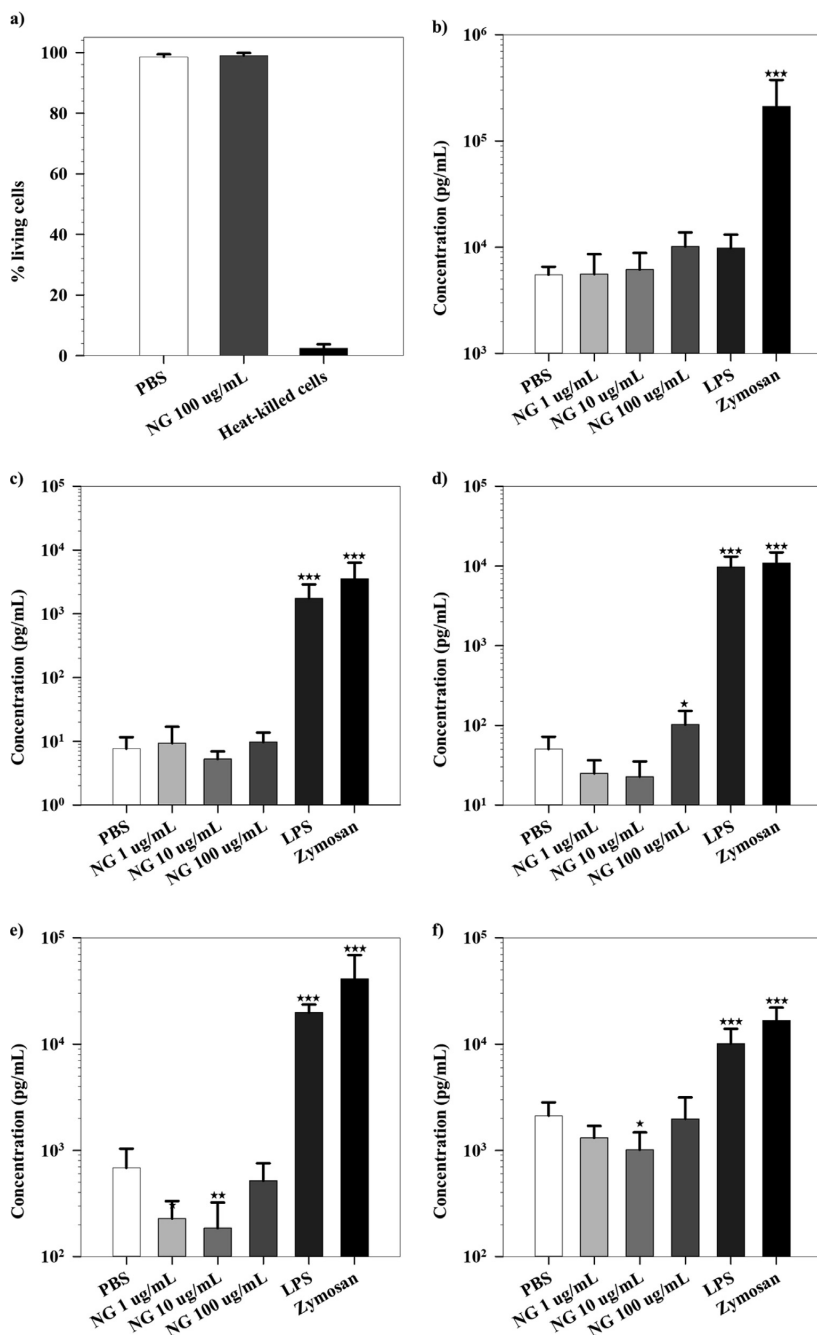 a)
% living cells
100
80
60
40
20
0
PBS
NG 100 ug/mL
Heat-killed cells
b)
Concentration (pg/mL)
10⁶
10⁵
10⁴
10³
★★★
PBS
NG 1 ug/mL
NG 10 ug/mL
NG 100 ug/mL
LPS
Zymosan
c)
Concentration (pg/mL)
10⁵
10⁴
10³
10²
10¹
10⁰
★★★
★★★
PBS
NG 1 ug/mL
NG 10 ug/mL
NG 100 ug/mL
LPS
Zymosan
d)
Concentration (pg/mL)
10⁵
10⁴
10²
10¹
★
★★★
★★★
PBS
NG 1 ug/mL
NG 10 ug/mL
NG 100 ug/mL
LPS
Zymosan
e)
Concentration (pg/mL)
10⁵
10⁴
10³
10²
★
★★
★★★
★★★
PBS
NG 1 ug/mL
NG 10 ug/mL
NG 100 ug/mL
LPS
Zymosan
f)
Concentration (pg/mL)
10⁵
10⁴
10³
10²
★
★★★
★★★
PBS
NG 1 ug/mL
NG 10 ug/mL
NG 100 ug/mL
LPS
Zymosan